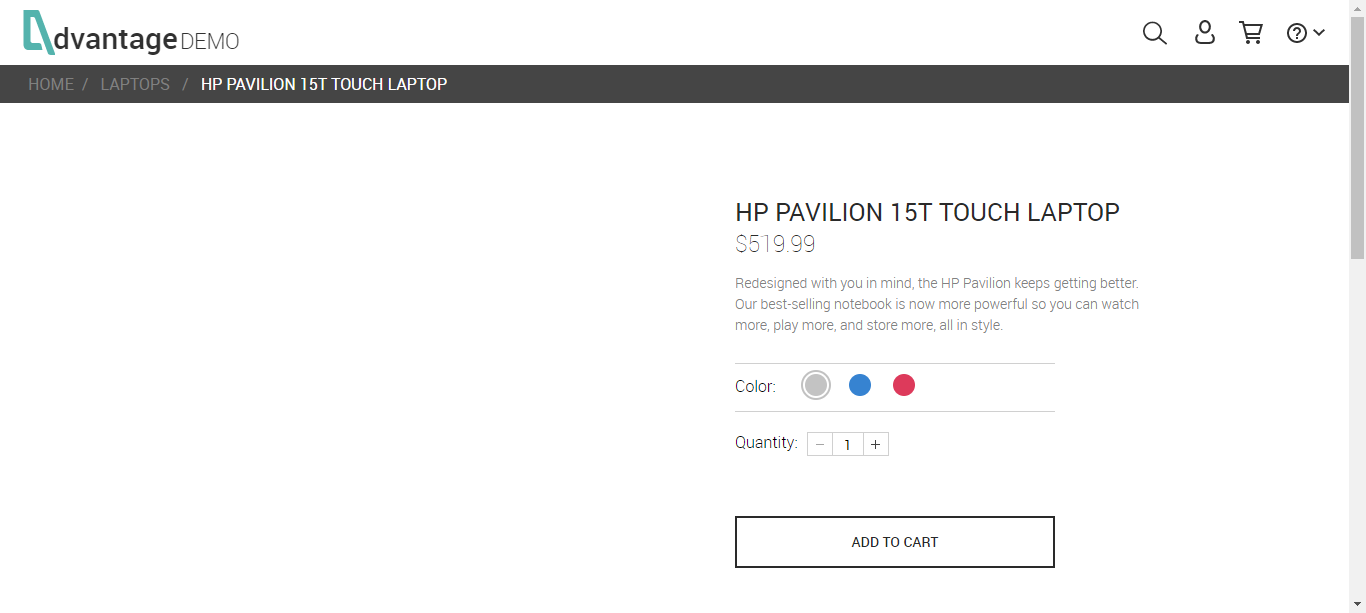 dvantage DEMO
HOME / LAPTOPS / HP PAVILION 15T TOUCH LAPTOP
HP PAVILION 15T TOUCH LAPTOP
$519.99
Redesigned with you in mind, the HP Pavilion keeps getting better.
Our best-selling notebook is now more powerful so you can watch
more, play more, and store more, all in style.
Color:
Quantity: − 1 +
ADD TO CART